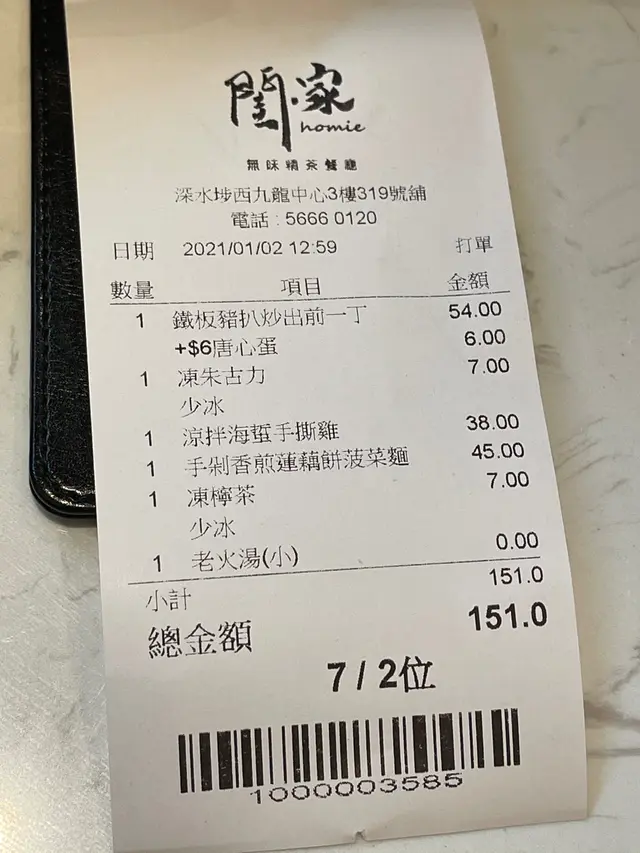 閨·家
homie
無味精茶餐廳
深水埗西九龍中心3樓319號舖
電話：5666 0120
日期 2021/01/02 12:59 打單
數量 項目 金額
1 鐵板豬扒炒出前一丁 54.00
+$6唐心蛋 6.00
1 凍朱古力 7.00
少冰
1 涼拌海蜇手撕雞 38.00
1 手剁香煎蓮藕餅菠菜麵 45.00
1 凍檸茶 7.00
少冰
1 老火湯(小) 0.00
小計 151.0
總金額 151.0
7 / 2位
1000003585